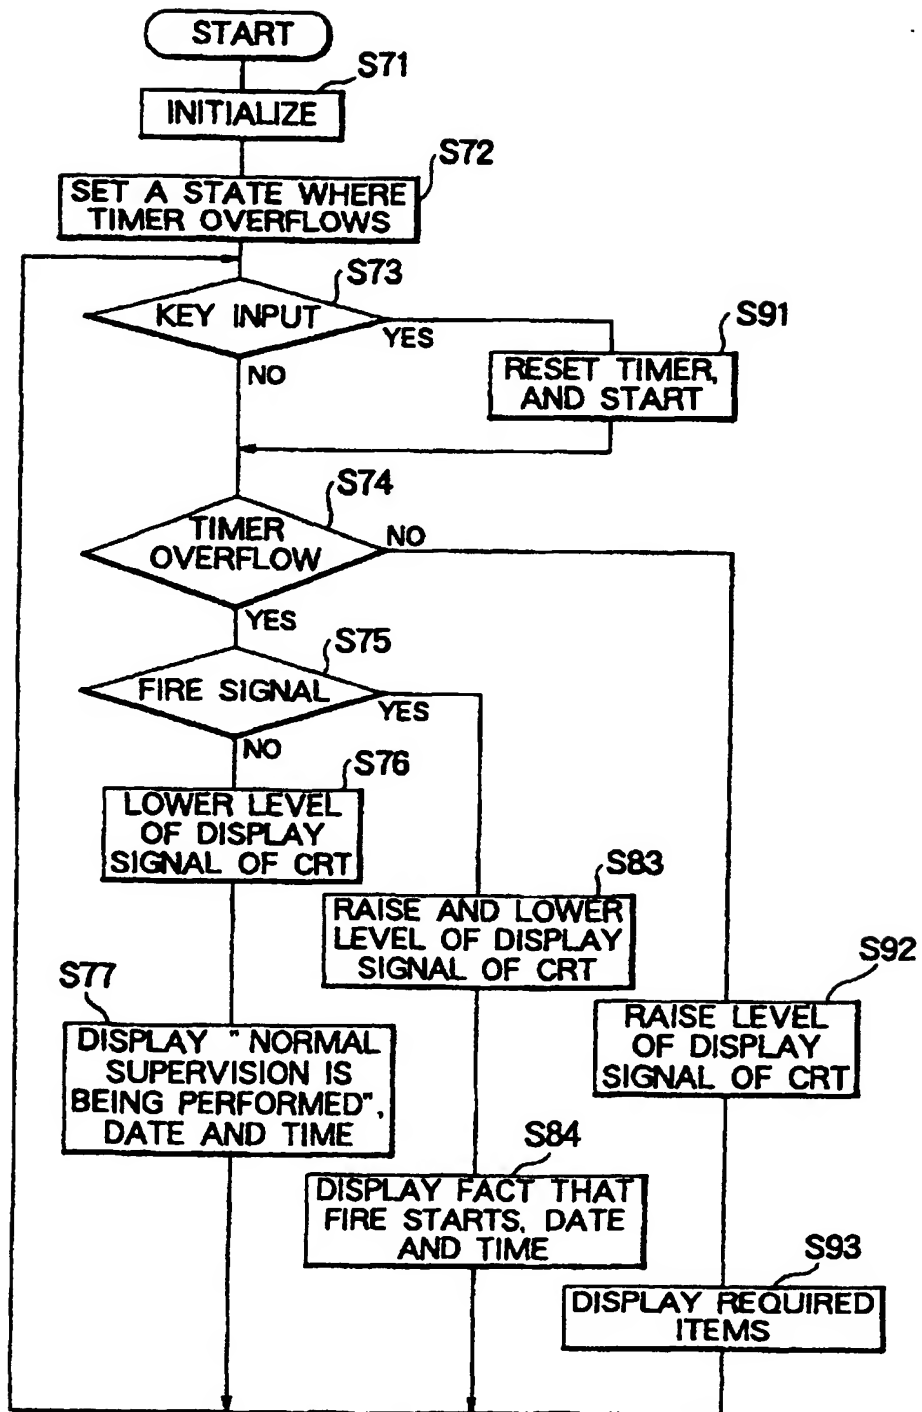 START
S71
INITIALIZE
S72
SET A STATE WHERE
TIMER OVERFLOWS
S73
KEY INPUT
YES
NO
S91
RESET TIMER,
AND START
S74
TIMER
OVERFLOW
NO
YES
S75
FIRE SIGNAL
YES
NO
S76
LOWER LEVEL
OF DISPLAY
SIGNAL OF CRT
S83
RAISE AND LOWER
LEVEL OF DISPLAY
SIGNAL OF CRT
S92
RAISE LEVEL
OF DISPLAY
SIGNAL OF CRT
S77
DISPLAY " NORMAL
SUPERVISION IS
BEING PERFORMED",
DATE AND TIME
S84
DISPLAY FACT THAT
FIRE STARTS, DATE
AND TIME
S93
DISPLAY REQUIRED
ITEMS